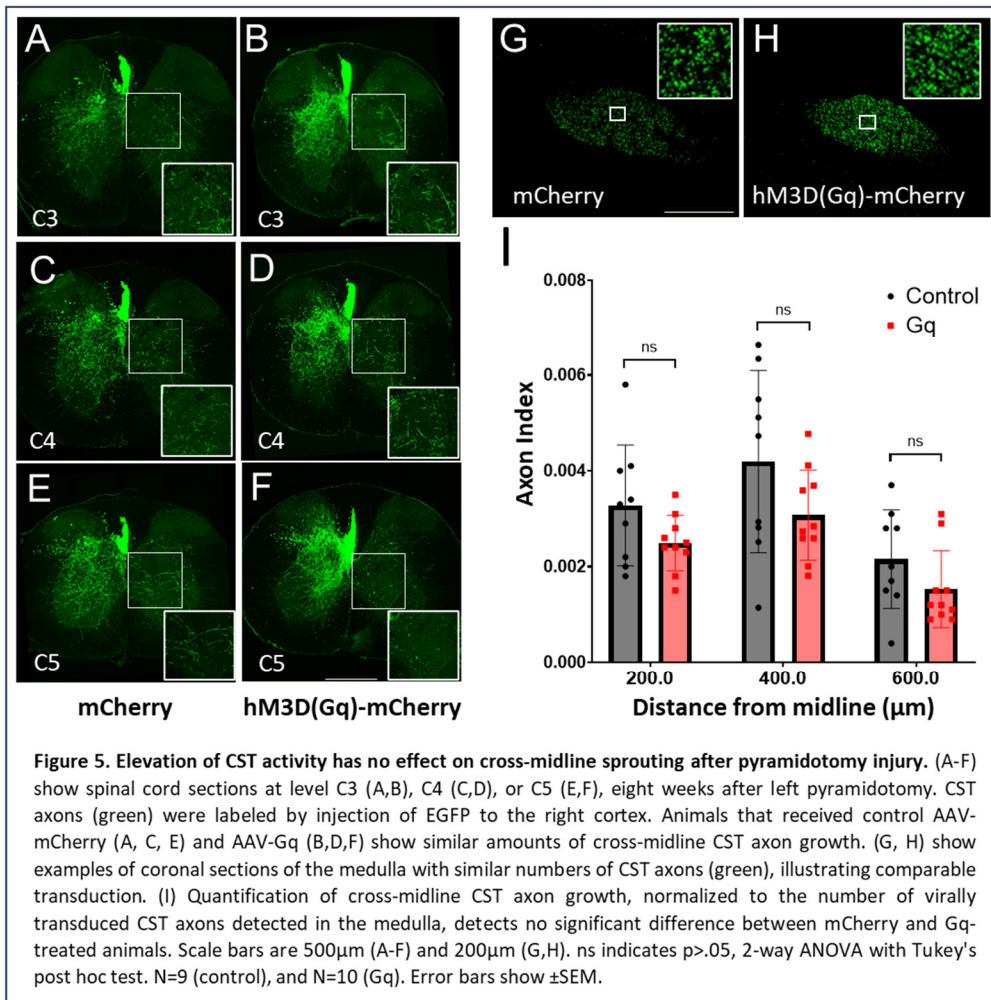 A
B
G
H
C3
C3
mCherry
hM3D(Gq)-mCherry
C
D
C4
C4
E
F
C5
C5
mCherry
hM3D(Gq)-mCherry
I
0.008
0.006
0.004
0.002
0.000
Axon Index
Control
Gq
ns
ns
ns
200.0
400.0
600.0
Distance from midline (µm)
Figure 5. Elevation of CST activity has no effect on cross-midline sprouting after pyramidotomy injury. (A-F)
show spinal cord sections at level C3 (A,B), C4 (C,D), or C5 (E,F), eight weeks after left pyramidotomy. CST
axons (green) were labeled by injection of EGFP to the right cortex. Animals that received control AAV-
mCherry (A, C, E) and AAV-Gq (B,D,F) show similar amounts of cross-midline CST axon growth. (G, H) show
examples of coronal sections of the medulla with similar numbers of CST axons (green), illustrating comparable
transduction. (I) Quantification of cross-midline CST axon growth, normalized to the number of virally
transduced CST axons detected in the medulla, detects no significant difference between mCherry and Gq-
treated animals. Scale bars are 500µm (A-F) and 200µm (G,H). ns indicates p>.05, 2-way ANOVA with Tukey's
post hoc test. N=9 (control), and N=10 (Gq). Error bars show ±SEM.